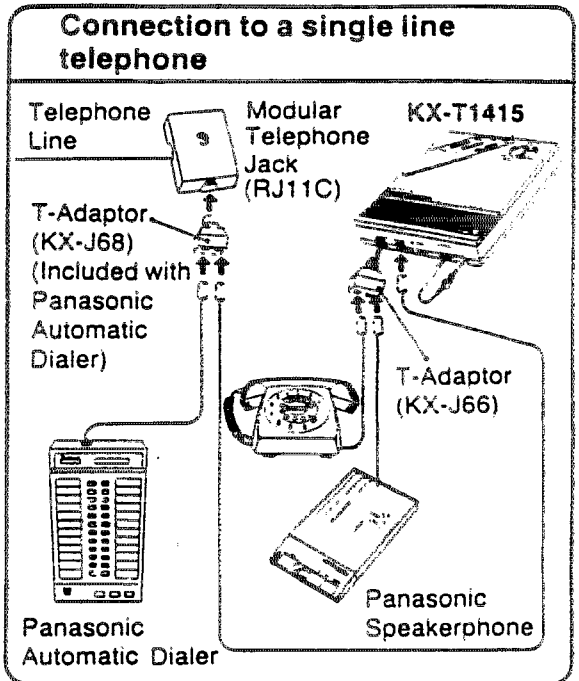 Connection to a single line
telephone
Telephone
Line
Modular
Telephone
Jack
(RJ11C)
KX-T1415
T-Adaptor
(KX-J68)
(Included with
Panasonic
Automatic
Dialer)
T-Adaptor
(KX-J66)
Panasonic
Automatic Dialer
Panasonic
Speakerphone